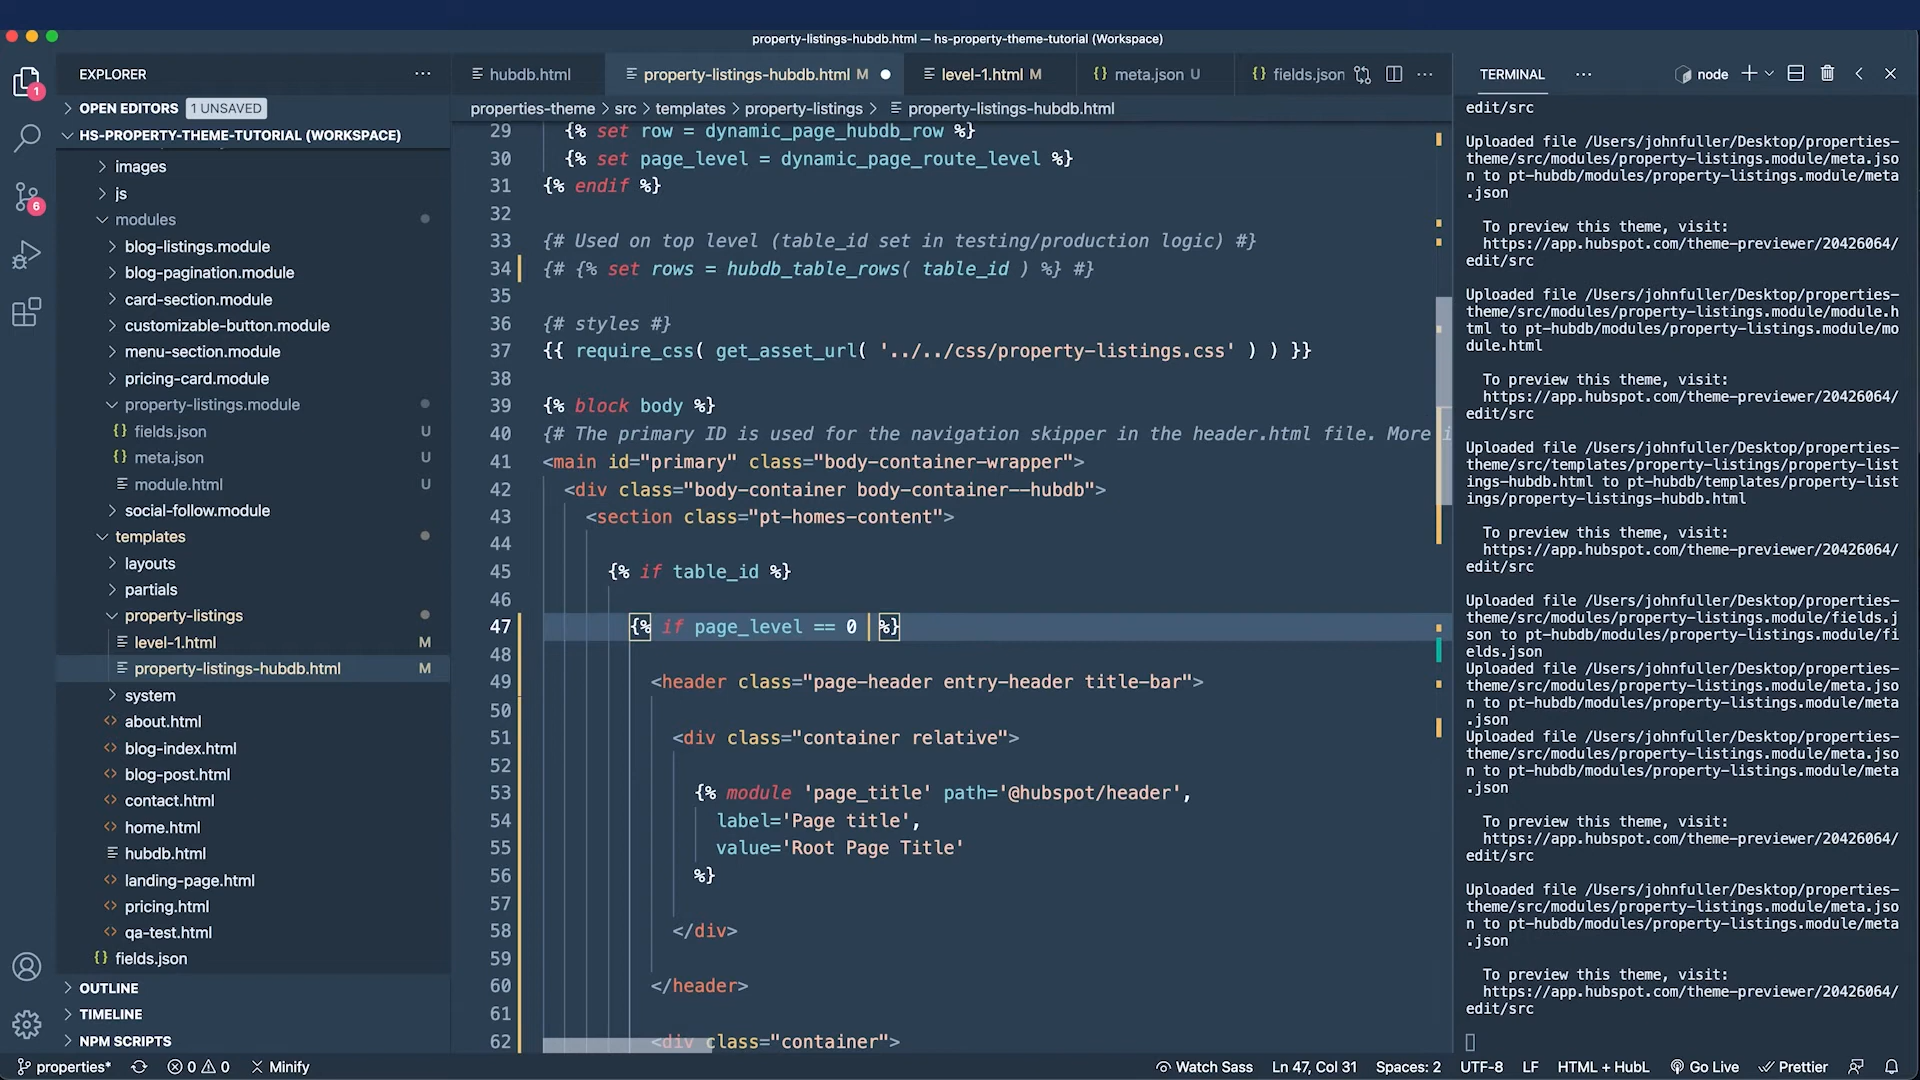 property-listings-hubdb.html — hs-property-theme-tutorial (Workspace)
1
6
EXPLORER
OPEN EDITORS 1 UNSAVED
HS-PROPERTY-THEME-TUTORIAL (WORKSPACE)
images
js
modules
blog-listings.module
blog-pagination.module
card-section.module
customizable-button.module
menu-section.module
pricing-card.module
property-listings.module
{} fields.json U
{} meta.json U
module.html U
social-follow.module
templates
layouts
partials
property-listings
level-1.html M
property-listings-hubdb.html M
system
<> about.html
<> blog-index.html
<> blog-post.html
<> contact.html
<> home.html
hubdb.html
<> landing-page.html
<> pricing.html
<> qa-test.html
{} fields.json
OUTLINE
TIMELINE
NPM SCRIPTS
hubdb.html
property-listings-hubdb.html M
level-1.html M
{} meta.json U
{} fields.json
properties-theme > src > templates > property-listings > property-listings-hubdb.html
29 {% set row = dynamic_page_hubdb_row %}
30 {% set page_level = dynamic_page_route_level %}
31 {% endif %}
32
33 {# Used on top level (table_id set in testing/production logic) #}
34 {# {% set rows = hubdb_table_rows( table_id ) %} #}
35
36 {# styles #}
37 {{ require_css( get_asset_url( '../../css/property-listings.css' ) ) }}
38
39 {% block body %}
40 {# The primary ID is used for the navigation skipper in the header.html file. More i
41 <main id="primary" class="body-container-wrapper">
42 <div class="body-container body-container--hubdb">
43 <section class="pt-homes-content">
44
45 {% if table_id %}
46
47 {% if page_level == 0 %}
48
49 <header class="page-header entry-header title-bar">
50
51 <div class="container relative">
52
53 {% module 'page_title' path='@hubspot/header',
54 label='Page title',
55 value='Root Page Title'
56 %}
57
58 </div>
59
60 </header>
61
62 <div class="container">
TERMINAL
node
edit/src
Uploaded file /Users/johnfuller/Desktop/properties-
theme/src/modules/property-listings.module/meta.jso
n to pt-hubdb/modules/property-listings.module/meta
.json
To preview this theme, visit:
https://app.hubspot.com/theme-previewer/20426064/
edit/src
Uploaded file /Users/johnfuller/Desktop/properties-
theme/src/modules/property-listings.module/module.h
tml to pt-hubdb/modules/property-listings.module/mo
dule.html
To preview this theme, visit:
https://app.hubspot.com/theme-previewer/20426064/
edit/src
Uploaded file /Users/johnfuller/Desktop/properties-
theme/src/templates/property-listings/property-list
ings-hubdb.html to pt-hubdb/templates/property-list
ings/property-listings-hubdb.html
To preview this theme, visit:
https://app.hubspot.com/theme-previewer/20426064/
edit/src
Uploaded file /Users/johnfuller/Desktop/properties-
theme/src/modules/property-listings.module/fields.j
son to pt-hubdb/modules/property-listings.module/fi
elds.json
Uploaded file /Users/johnfuller/Desktop/properties-
theme/src/modules/property-listings.module/meta.jso
n to pt-hubdb/modules/property-listings.module/meta
.json
Uploaded file /Users/johnfuller/Desktop/properties-
theme/src/modules/property-listings.module/meta.jso
n to pt-hubdb/modules/property-listings.module/meta
.json
To preview this theme, visit:
https://app.hubspot.com/theme-previewer/20426064/
edit/src
Uploaded file /Users/johnfuller/Desktop/properties-
theme/src/modules/property-listings.module/meta.jso
n to pt-hubdb/modules/property-listings.module/meta
.json
To preview this theme, visit:
https://app.hubspot.com/theme-previewer/20426064/
edit/src
properties* 0 0 Minify
Watch Sass Ln 47, Col 31 Spaces: 2 UTF-8 LF HTML + HubL Go Live Prettier